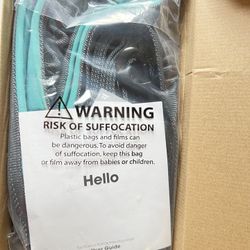 WARNING
RISK OF SUFFOCATION
Plastic bags and films can
be dangerous. To avoid danger
of suffocation, keep this bag
or film away from babies or children.
Hello
Guide